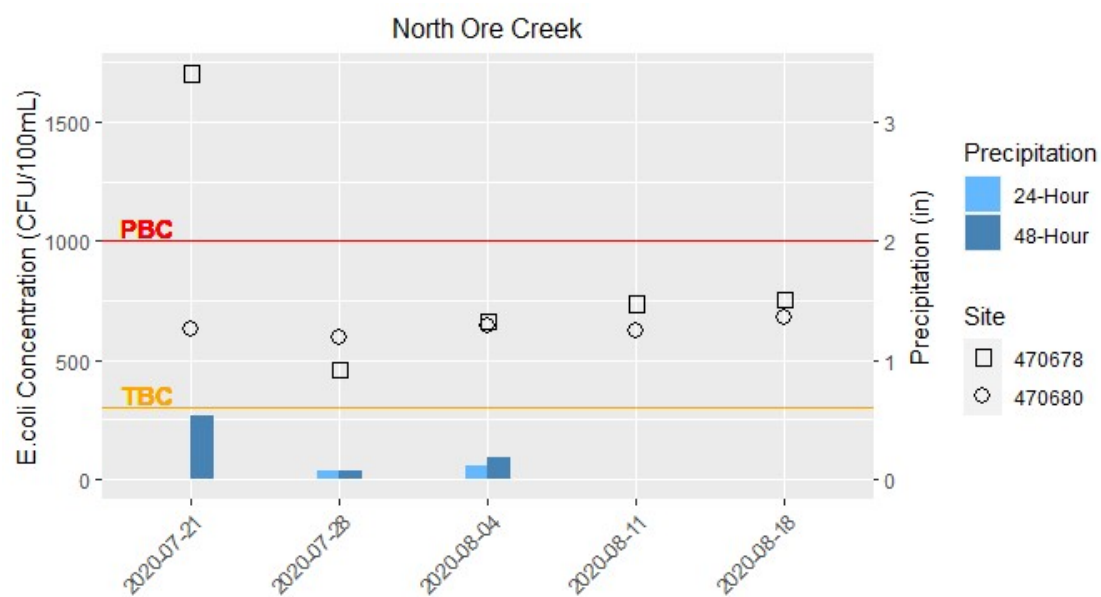 North Ore Creek
E.coli Concentration (CFU/100mL)
1500
1000
500
0
PBC
TBC
3
2
1
0
Precipitation (in)
2020-07-21
2020-07-28
2020-08-04
2020-08-11
2020-08-18
Precipitation
24-Hour
48-Hour
Site
470678
470680